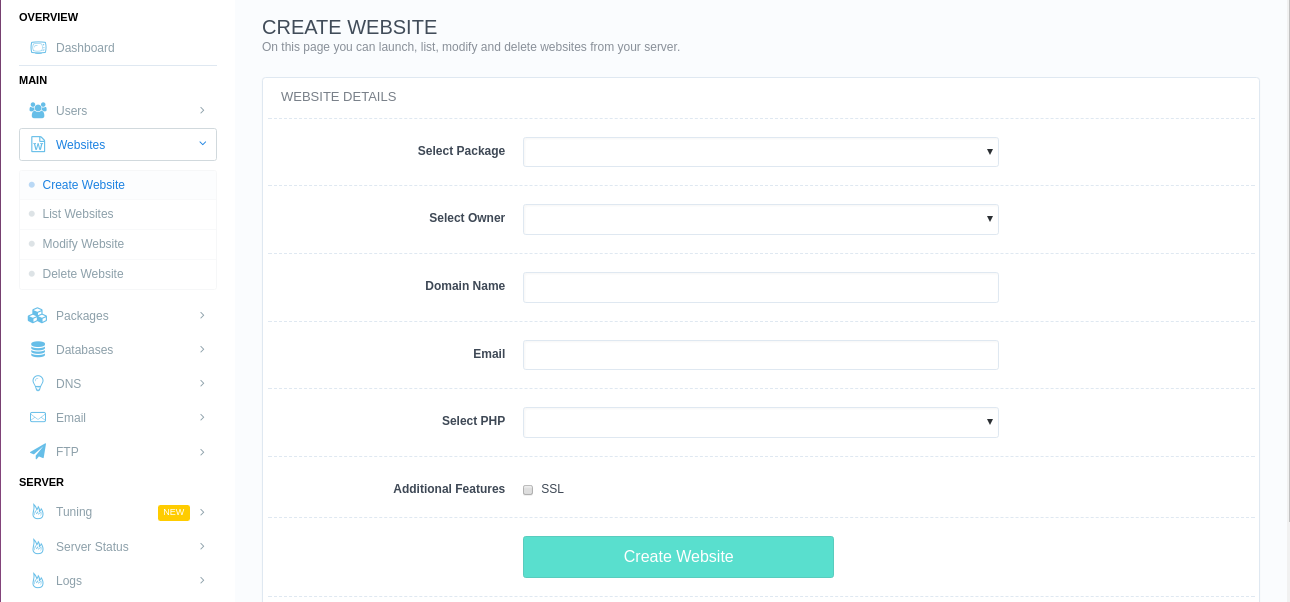 OVERVIEW
Dashboard
MAIN
Users
Websites
Create Website
List Websites
Modify Website
Delete Website
Packages
Databases
DNS
Email
FTP
SERVER
Tuning NEW
Server Status
Logs
CREATE WEBSITE
On this page you can launch, list, modify and delete websites from your server.
WEBSITE DETAILS
Select Package
Select Owner
Domain Name
Email
Select PHP
Additional Features SSL
Create Website